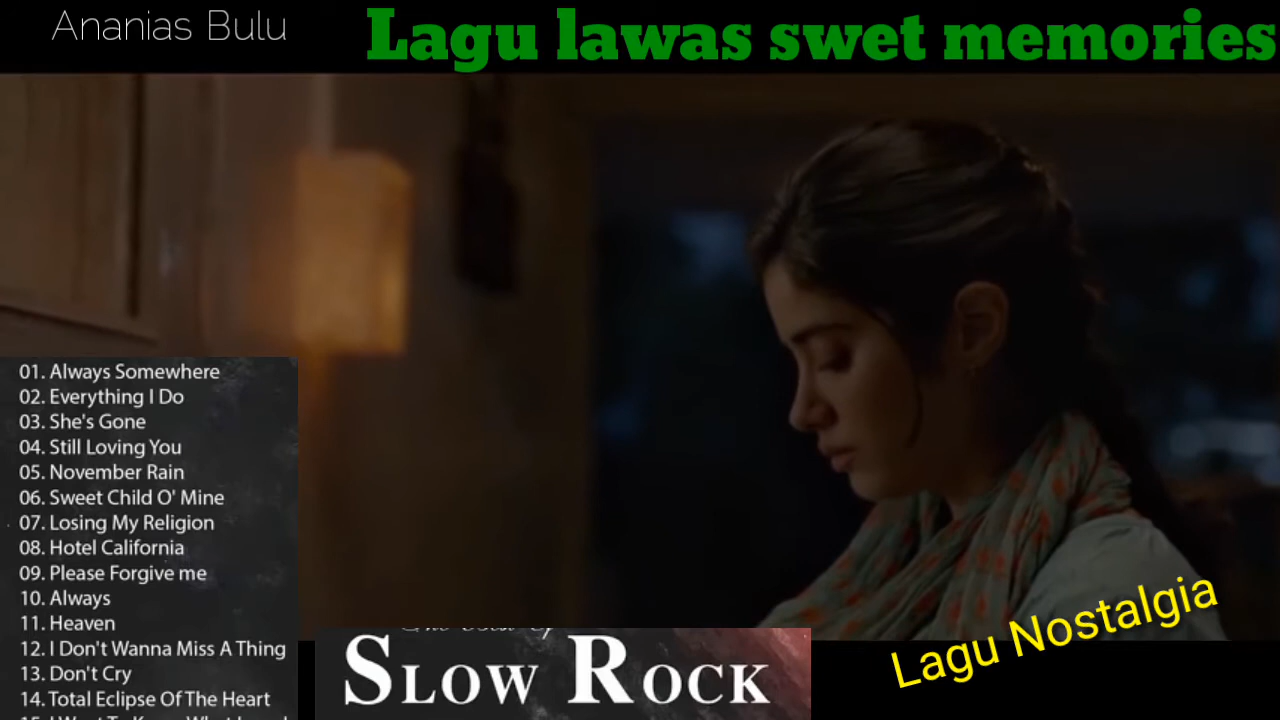 Ananias Bulu
Lagu lawas swet memories
01. Always Somewhere
02. Everything I Do
03. She's Gone
04. Still Loving You
05. November Rain
06. Sweet Child O' Mine
07. Losing My Religion
08. Hotel California
09. Please Forgive me
10. Always
11. Heaven
12. I Don't Wanna Miss A Thing
13. Don't Cry
14. Total Eclipse Of The Heart
SLOW ROCK
Lagu Nostalgia